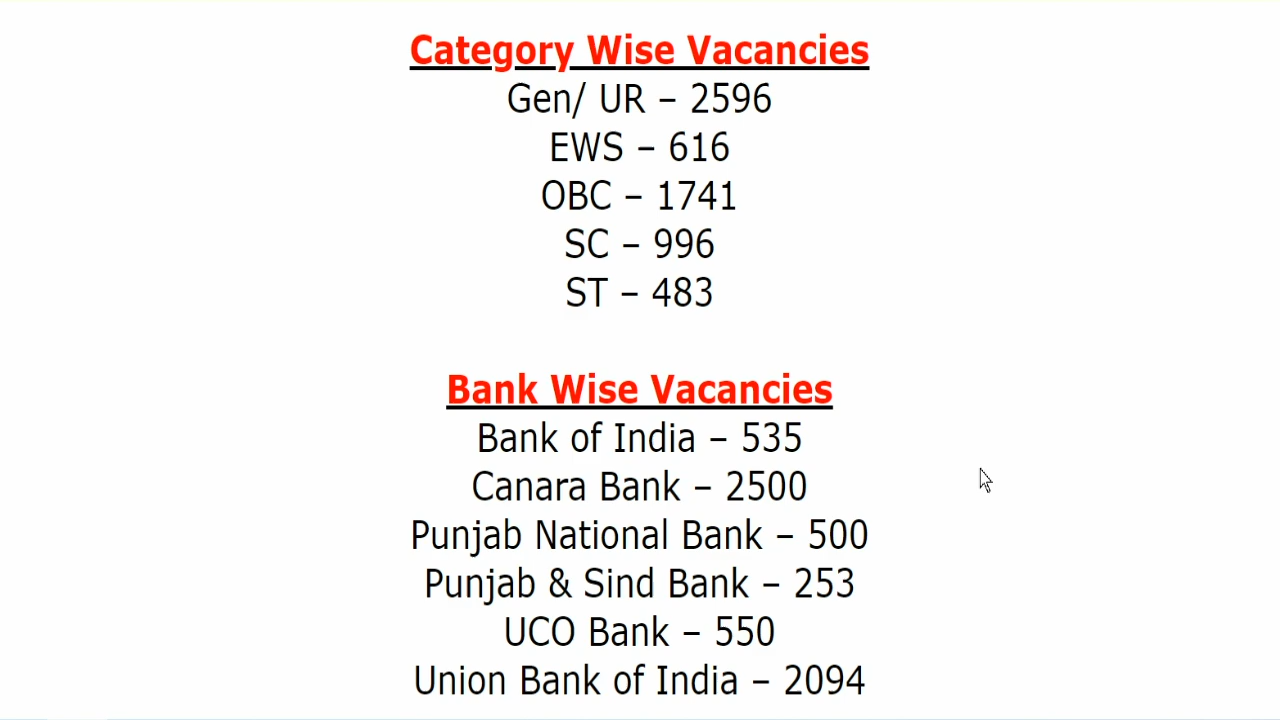 Category Wise Vacancies
Gen/ UR – 2596
EWS – 616
OBC – 1741
SC – 996
ST – 483
Bank Wise Vacancies
Bank of India – 535
Canara Bank – 2500
Punjab National Bank – 500
Punjab & Sind Bank – 253
UCO Bank – 550
Union Bank of India – 2094